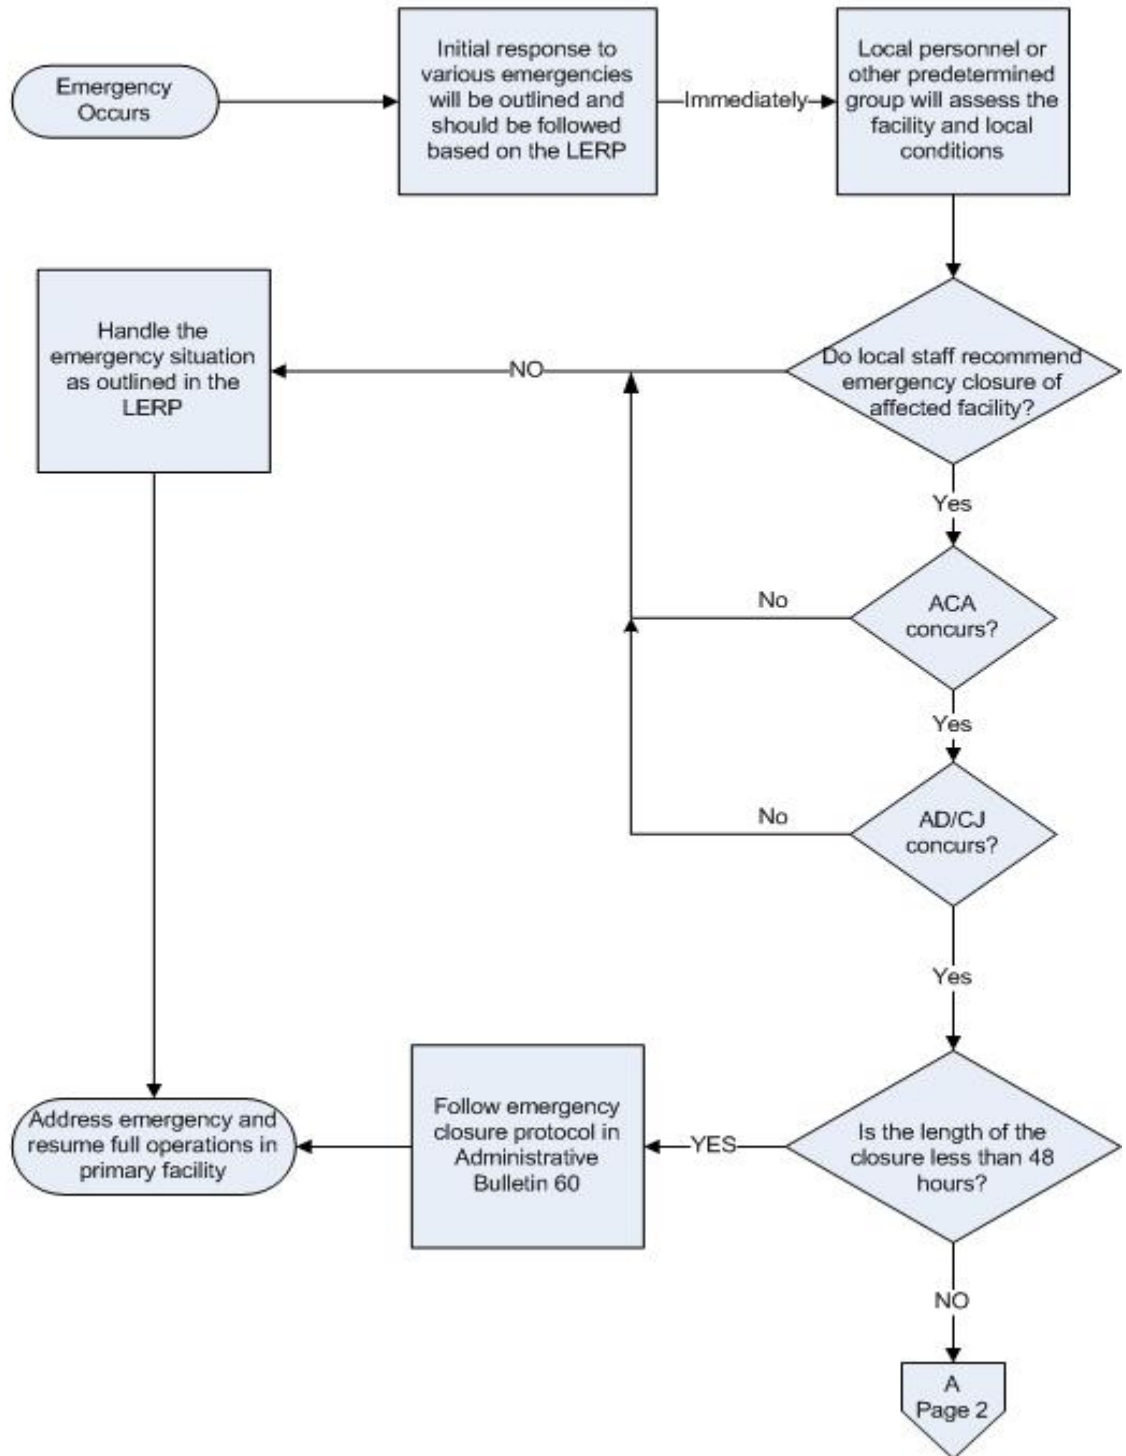 Emergency
Occurs
Initial response to
various emergencies
will be outlined and
should be followed
based on the LERP
Immediately
Local personnel or
other predetermined
group will assess the
facility and local
conditions
Handle the
emergency situation
as outlined in the
LERP
NO
Do local staff recommend
emergency closure of
affected facility?
Yes
No
ACA
concurs?
Yes
No
AD/CJ
concurs?
Yes
Address emergency and
resume full operations in
primary facility
Follow emergency
closure protocol in
Administrative
Bulletin 60
YES
Is the length of the
closure less than 48
hours?
NO
A
Page 2